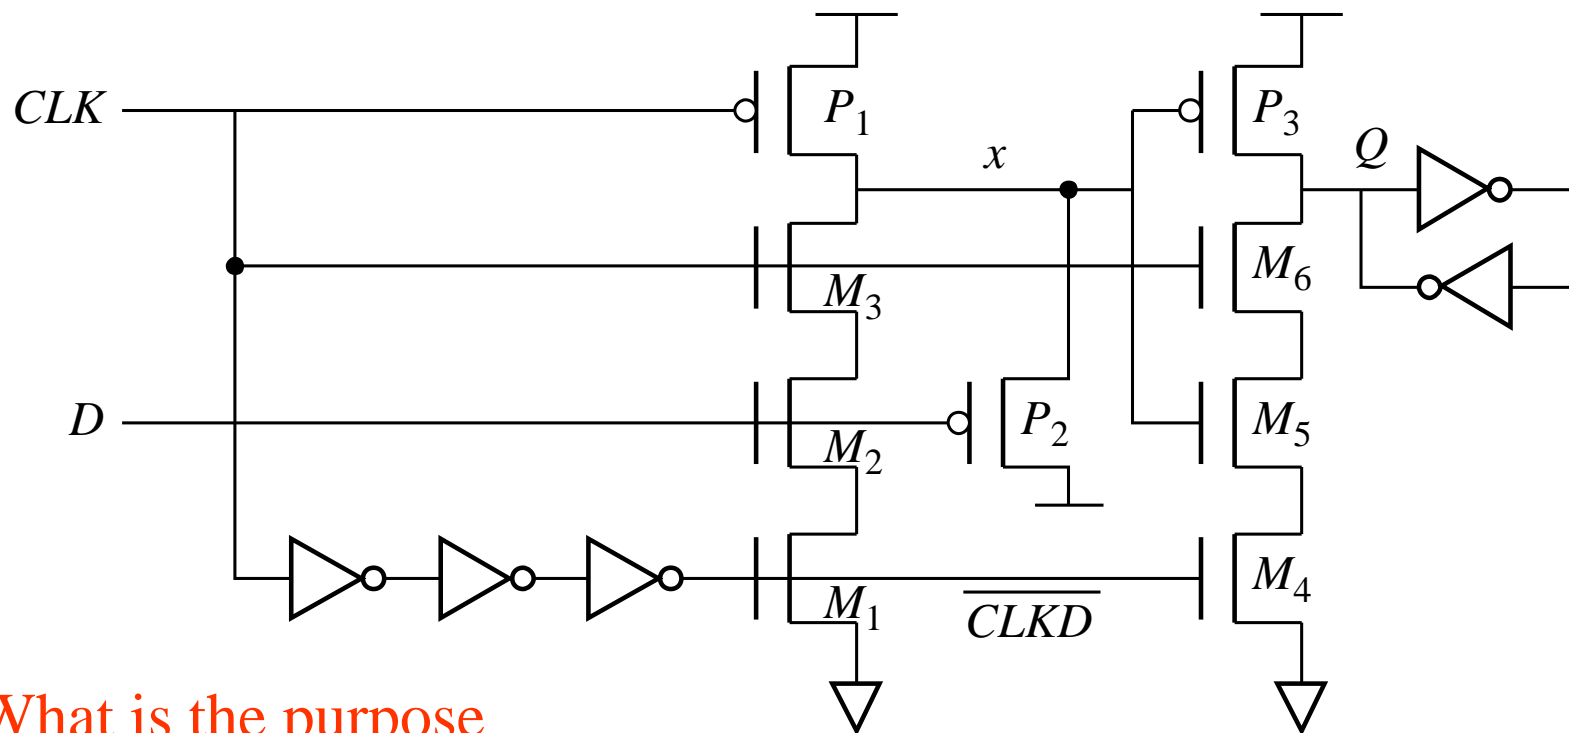 CLK
P1
P3
x
Q
M3
M6
D
M2
P2
M5
M1
CLKD
M4
What is the purpose